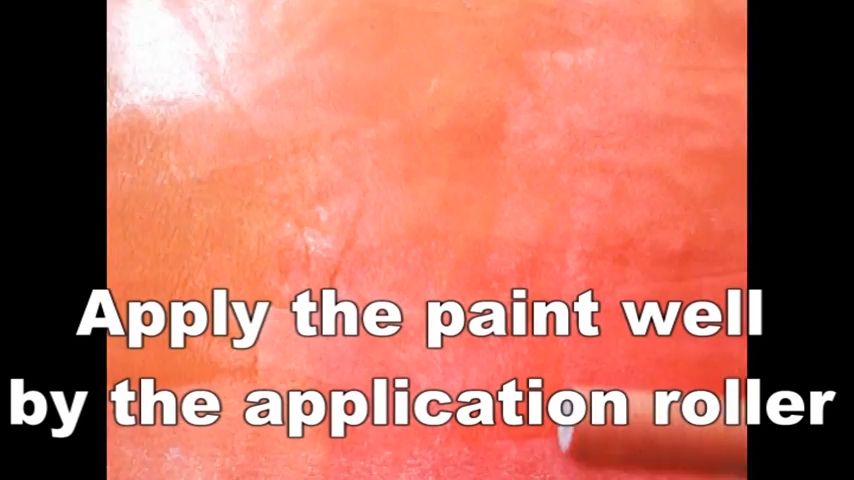 Apply the paint well
by the application roller